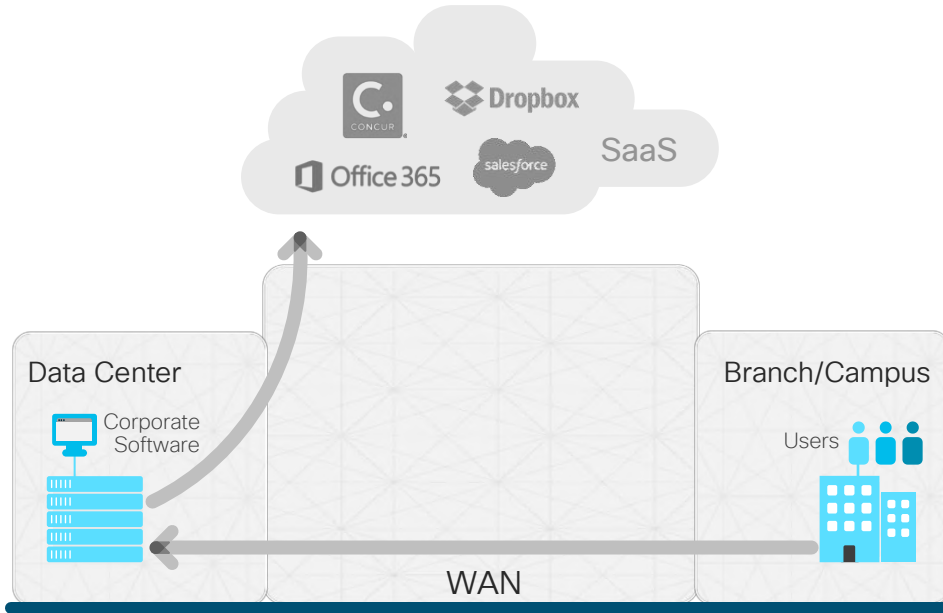 C.
CONCUR
Dropbox
Office 365
salesforce
SaaS
Data Center
Corporate
Software
Branch/Campus
Users
WAN